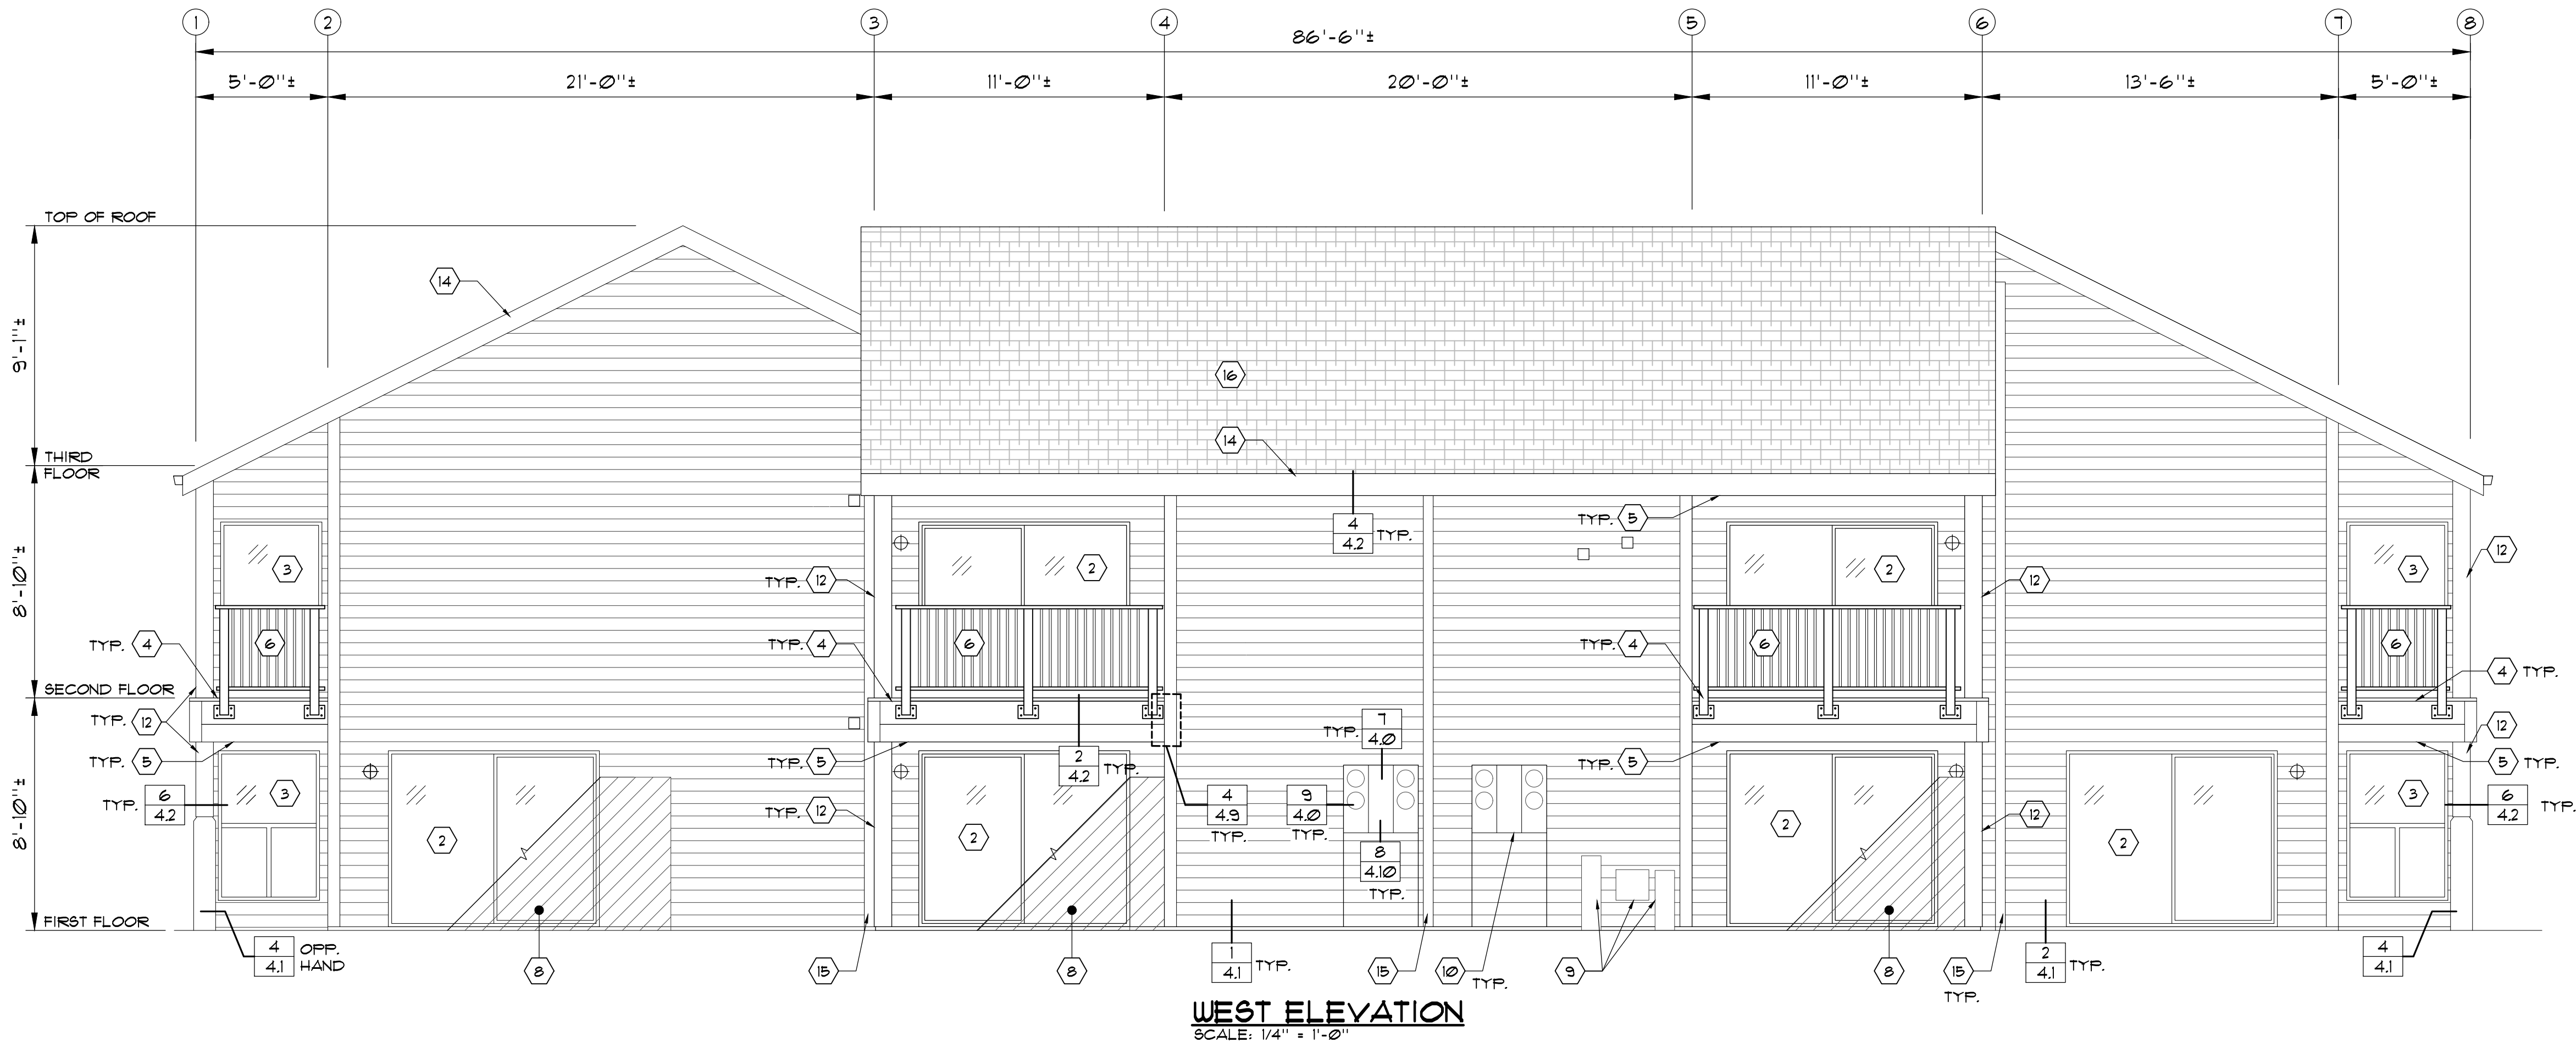 1 2 3 4 5 6 7 8
86'-6"±
5'-0"± 21'-0"± 11'-0"± 20'-0"± 11'-0"± 13'-6"± 5'-0"±
TOP OF ROOF
14
9'-1"±
16
14
THIRD
FLOOR
4
4.2 TYP.
TYP. 5
3
2
2
3
12
TYP. 12
12
8'-10"±
TYP. 4
6
TYP. 4
6
TYP. 4
6
6
4 TYP.
SECOND FLOOR
TYP. 12
12
7
4.0
TYP.
TYP. 5
TYP. 5
2
4.2
TYP.
TYP. 5
5 TYP.
TYP.
6
4.2
3
TYP. 12
4
4.9
TYP.
9
4.0
TYP.
12
3
6
4.2
TYP.
8'-10"±
2
2
8
4.10
TYP.
2
2
FIRST FLOOR
4
4.1
OPP.
HAND
8
15
8
1
4.1
TYP.
15
10
TYP.
9
8
15
TYP.
2
4.1
TYP.
4
4.1
WEST ELEVATION
SCALE: 1/4" = 1'-0"